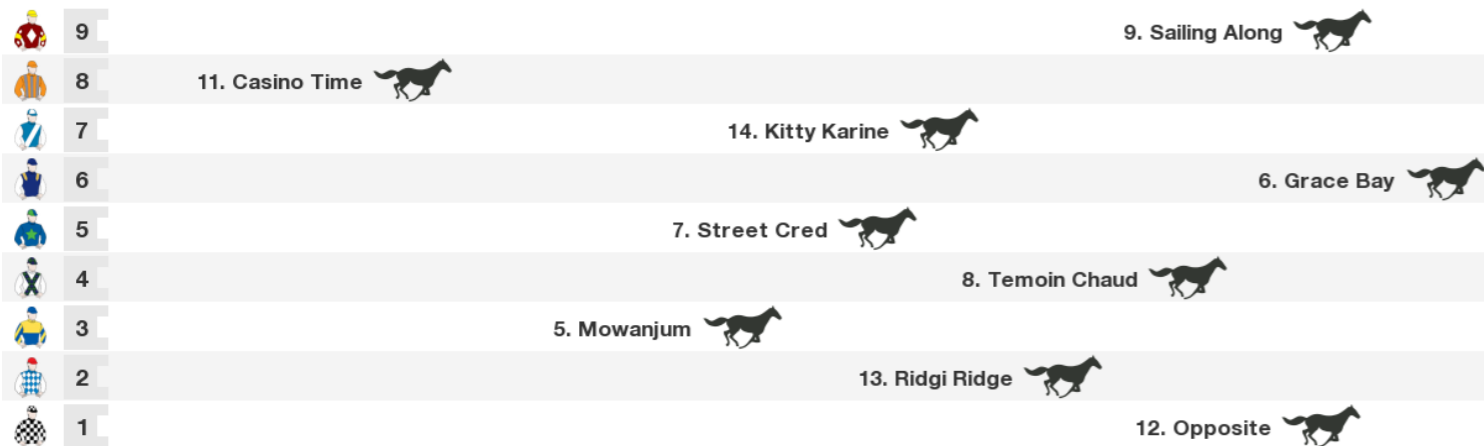 9 9. Sailing Along
8 11. Casino Time
7 14. Kitty Karine
6 6. Grace Bay
5 7. Street Cred
4 8. Temoin Chaud
3 5. Mowanjum
2 13. Ridgi Ridge
1 12. Opposite